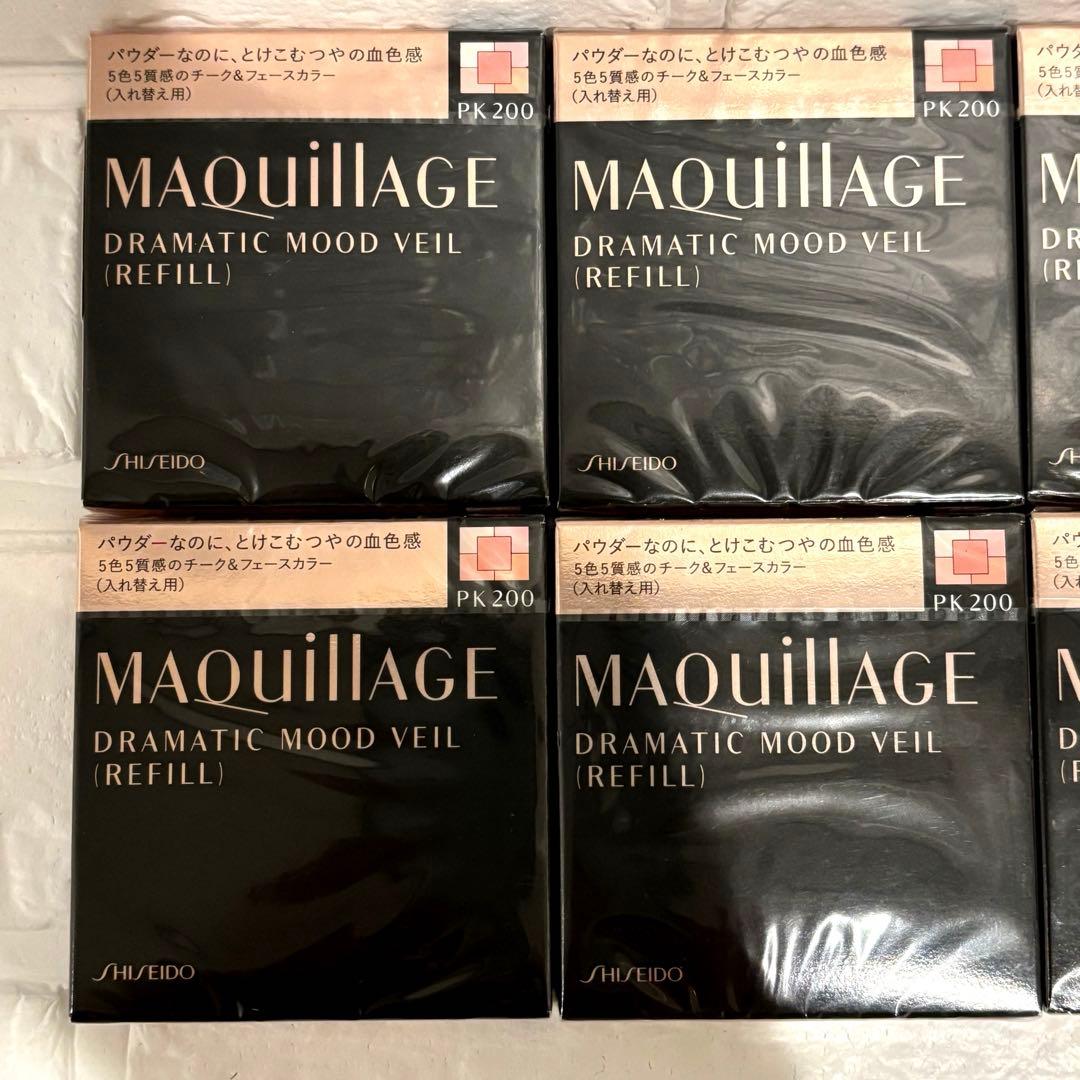 パウダーなのに、とけこむつやの血色感
5色5質感のチーク&フェースカラー
(入れ替え用)
PK200
MAQuillAGE
DRAMATIC MOOD VEIL
(REFILL)
SHISEIDO
パウダーなのに、とけこむつやの血色感
5色5質感のチーク&フェースカラー
(入れ替え用)
PK200
MAQuillAGE
DRAMATIC MOOD VEIL
(REFILL)
SHISEIDO
パウダーなのに、とけこむつやの血色感
5色5質感のチーク&フェースカラー
(入れ替え用)
PK200
MAQuillAGE
DRAMATIC MOOD VEIL
(REFILL)
SHISEIDO
パウダーなのに、とけこむつやの血色感
5色5質感のチーク&フェースカラー
(入れ替え用)
PK200
MAQuillAGE
DRAMATIC MOOD VEIL
(REFILL)
SHISEIDO